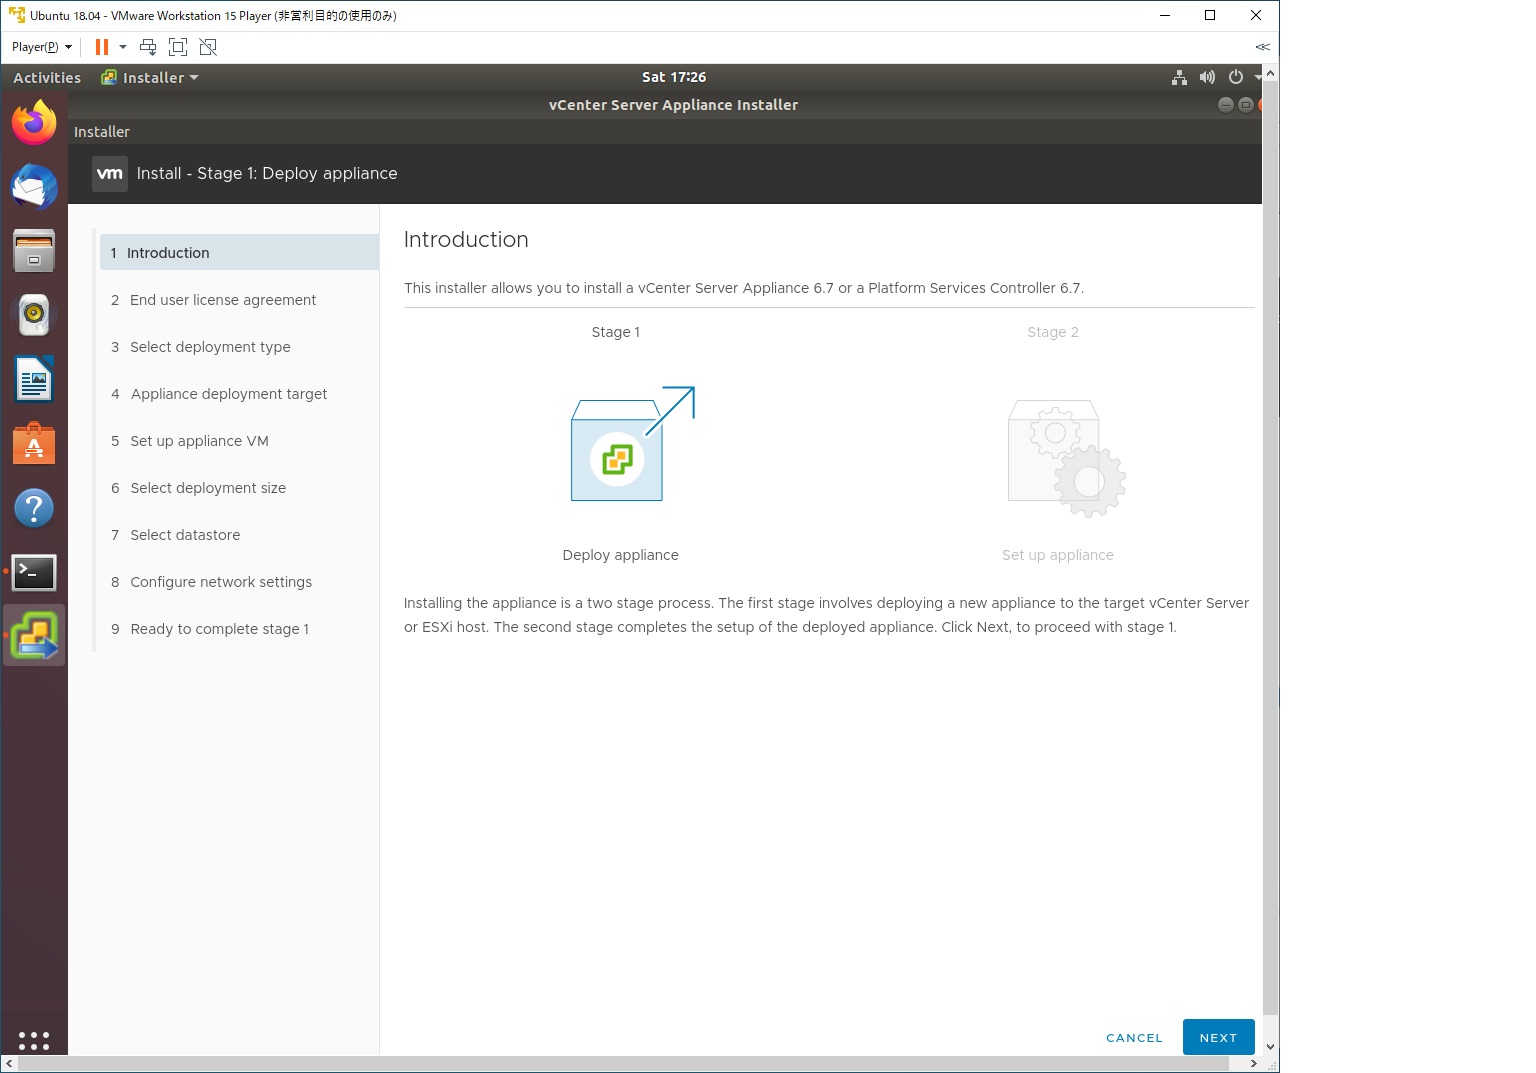 Ubuntu 18.04 - VMware Workstation 15 Player (非営利目的の使用のみ)
Player(P)
Activities
Installer
Sat 17:26
vCenter Server Appliance Installer
Installer
vm
Install - Stage 1: Deploy appliance
1 Introduction
2 End user license agreement
3 Select deployment type
4 Appliance deployment target
5 Set up appliance VM
6 Select deployment size
7 Select datastore
8 Configure network settings
9 Ready to complete stage 1
Introduction
This installer allows you to install a vCenter Server Appliance 6.7 or a Platform Services Controller 6.7.
Stage 1
Stage 2
Deploy appliance
Set up appliance
Installing the appliance is a two stage process. The first stage involves deploying a new appliance to the target vCenter Server
or ESXi host. The second stage completes the setup of the deployed appliance. Click Next, to proceed with stage 1.
CANCEL
NEXT